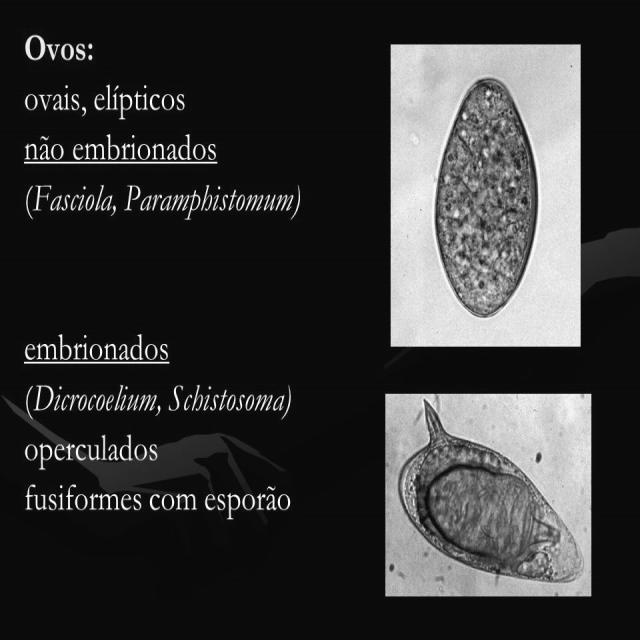 Ovos:
ovais, elípticos
não embrionados
(Fasciola, Paramphistomum)
embrionados
(Dicrocoelium, Schistosoma)
operculados
fusiformes com esporão